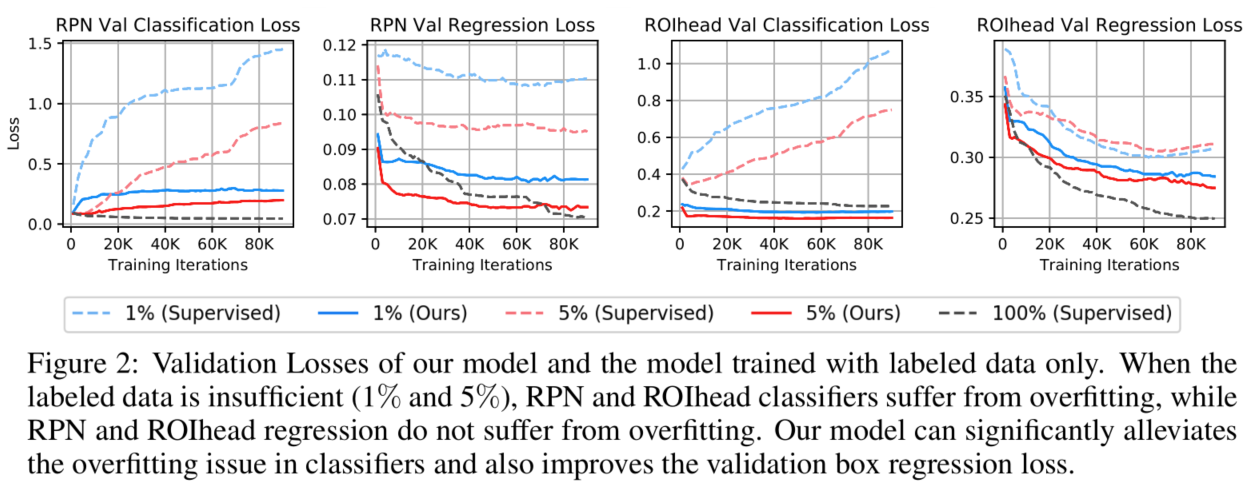 RPN Val Classification Loss
RPN Val Regression Loss
ROIhead Val Classification Loss
ROIhead Val Regression Loss
Loss
1.5
1.0
0.5
0.0
0 20K 40K 60K 80K
Training Iterations
0.12
0.11
0.10
0.09
0.08
0.07
0 20K 40K 60K 80K
Training Iterations
1.0
0.8
0.6
0.4
0.2
0 20K 40K 60K 80K
Training Iterations
0.35
0.30
0.25
0 20K 40K 60K 80K
Training Iterations
1% (Supervised) 1% (Ours) 5% (Supervised) 5% (Ours) 100% (Supervised)
Figure 2: Validation Losses of our model and the model trained with labeled data only. When the
labeled data is insufficient (1% and 5%), RPN and ROIhead classifiers suffer from overfitting, while
RPN and ROIhead regression do not suffer from overfitting. Our model can significantly alleviates
the overfitting issue in classifiers and also improves the validation box regression loss.